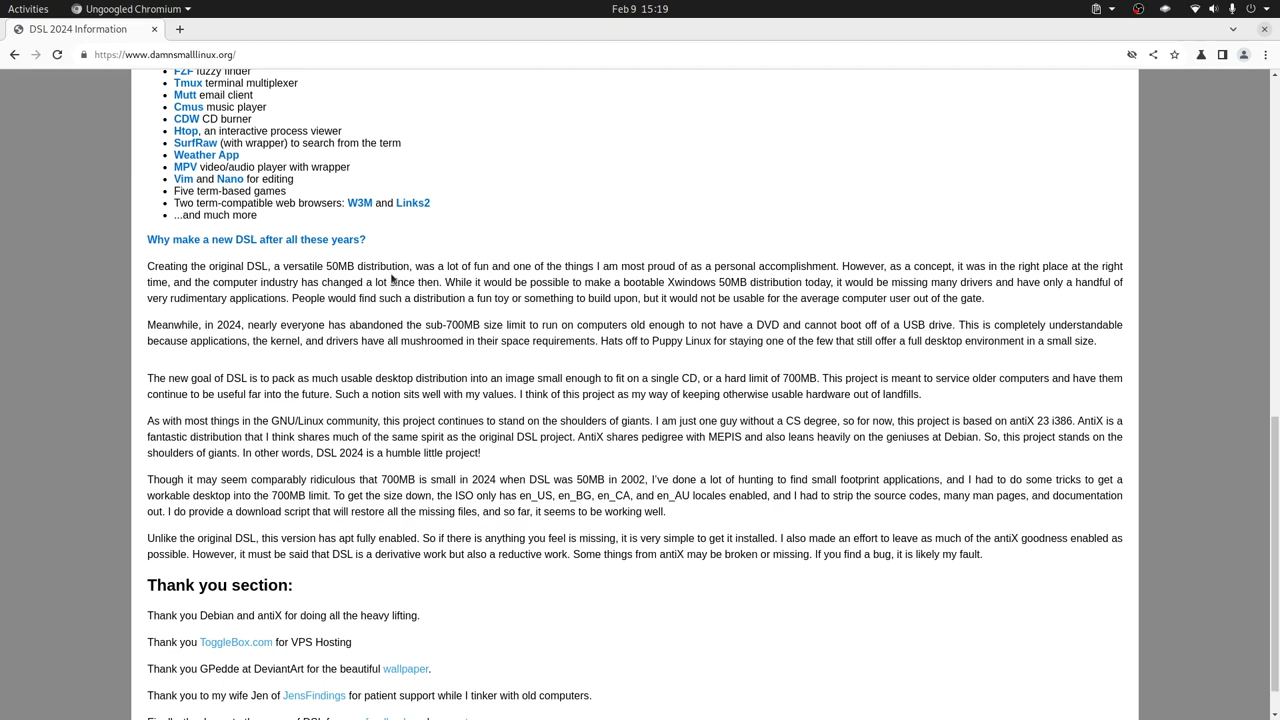 Activities Ungoogled Chromium Feb 9 15:19
DSL 2024 Information
https://www.damnsmalllinux.org/
FZF fuzzy finder
Tmux terminal multiplexer
Mutt email client
Cmus music player
CDW CD burner
Htop, an interactive process viewer
SurfRaw (with wrapper) to search from the term
Weather App
MPV video/audio player with wrapper
Vim and Nano for editing
Five term-based games
Two term-compatible web browsers: W3M and Links2
...and much more
Why make a new DSL after all these years?
Creating the original DSL, a versatile 50MB distribution, was a lot of fun and one of the things I am most proud of as a personal accomplishment. However, as a concept, it was in the right place at the right
time, and the computer industry has changed a lot since then. While it would be possible to make a bootable Xwindows 50MB distribution today, it would be missing many drivers and have only a handful of
very rudimentary applications. People would find such a distribution a fun toy or something to build upon, but it would not be usable for the average computer user out of the gate.
Meanwhile, in 2024, nearly everyone has abandoned the sub-700MB size limit to run on computers old enough to not have a DVD and cannot boot off of a USB drive. This is completely understandable
because applications, the kernel, and drivers have all mushroomed in their space requirements. Hats off to Puppy Linux for staying one of the few that still offer a full desktop environment in a small size.
The new goal of DSL is to pack as much usable desktop distribution into an image small enough to fit on a single CD, or a hard limit of 700MB. This project is meant to service older computers and have them
continue to be useful far into the future. Such a notion sits well with my values. I think of this project as my way of keeping otherwise usable hardware out of landfills.
As with most things in the GNU/Linux community, this project continues to stand on the shoulders of giants. I am just one guy without a CS degree, so for now, this project is based on antiX 23 i386. AntiX is a
fantastic distribution that I think shares much of the same spirit as the original DSL project. AntiX shares pedigree with MEPIS and also leans heavily on the geniuses at Debian. So, this project stands on the
shoulders of giants. In other words, DSL 2024 is a humble little project!
Though it may seem comparably ridiculous that 700MB is small in 2024 when DSL was 50MB in 2002, I've done a lot of hunting to find small footprint applications, and I had to do some tricks to get a
workable desktop into the 700MB limit. To get the size down, the ISO only has en_US, en_BG, en_CA, and en_AU locales enabled, and I had to strip the source codes, many man pages, and documentation
out. I do provide a download script that will restore all the missing files, and so far, it seems to be working well.
Unlike the original DSL, this version has apt fully enabled. So if there is anything you feel is missing, it is very simple to get it installed. I also made an effort to leave as much of the antiX goodness enabled as
possible. However, it must be said that DSL is a derivative work but also a reductive work. Some things from antiX may be broken or missing. If you find a bug, it is likely my fault.
Thank you section:
Thank you Debian and antiX for doing all the heavy lifting.
Thank you ToggleBox.com for VPS Hosting
Thank you GPedde at DeviantArt for the beautiful wallpaper.
Thank you to my wife Jen of JensFindings for patient support while I tinker with old computers.